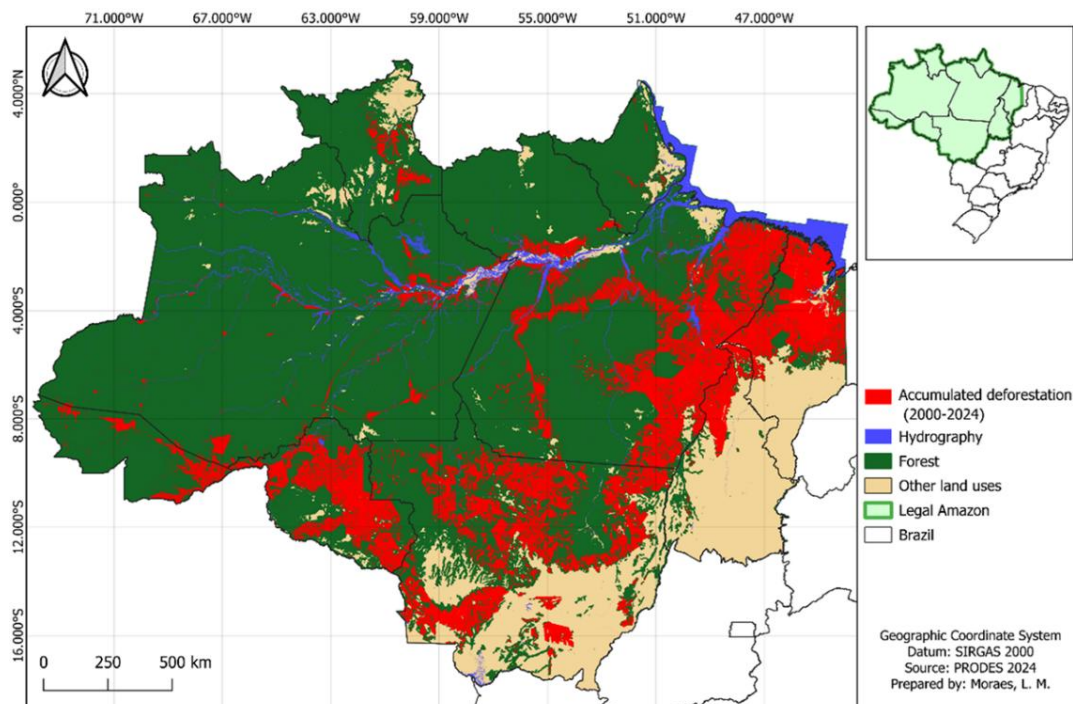 71.000°W 67.000°W 63.000°W 59.000°W 55.000°W 51.000°W 47.000°W
4.000°N
0.000°
4.000°S
8.000°S
12.000°S
16.000°S
0 250 500 km
Accumulated deforestation
(2000-2024)
Hydrography
Forest
Other land uses
Legal Amazon
Brazil
Geographic Coordinate System
Datum: SIRGAS 2000
Source: PRODES 2024
Prepared by: Moraes, L. M.